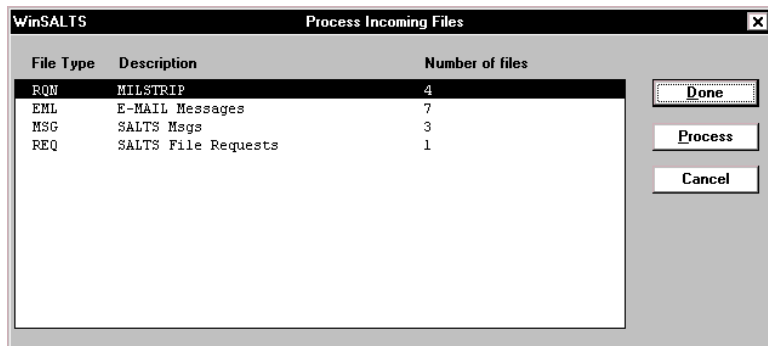 WinSALTS Process Incoming Files
File Type Description Number of files
RQN MILSTRIP 4
EML E-MAIL Messages 7
MSG SALTS Msgs 3
REQ SALTS File Requests 1
Done
Process
Cancel